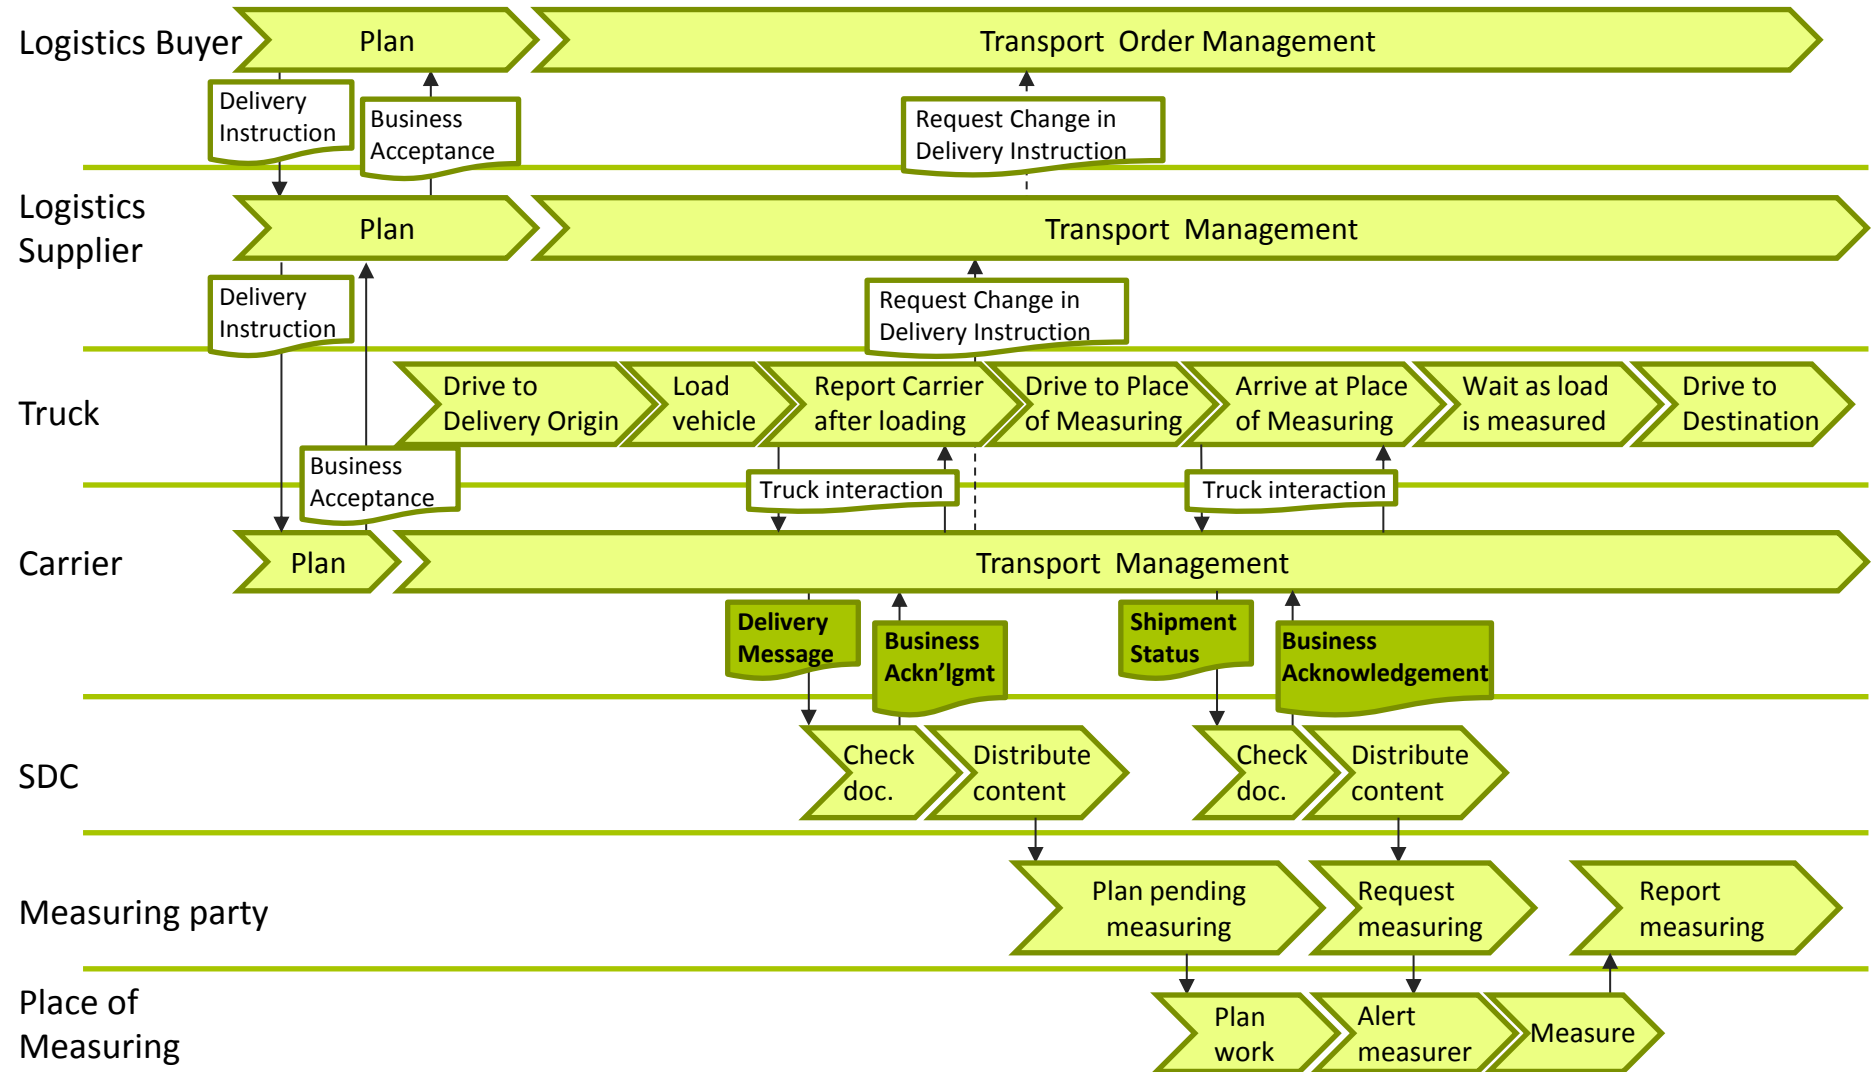 Logistics Buyer
Plan
Transport Order Management
Delivery
Instruction
Business
Acceptance
Request Change in
Delivery Instruction
Logistics
Supplier
Plan
Transport Management
Delivery
Instruction
Request Change in
Delivery Instruction
Truck
Drive to
Delivery Origin
Load
vehicle
Report Carrier
after loading
Drive to Place
of Measuring
Arrive at Place
of Measuring
Wait as load
is measured
Drive to
Destination
Business
Acceptance
Truck interaction
Truck interaction
Carrier
Plan
Transport Management
Delivery
Message
Business
Ackn’lgmt
Shipment
Status
Business
Acknowledgement
SDC
Check
doc.
Distribute
content
Check
doc.
Distribute
content
Measuring party
Plan pending
measuring
Request
measuring
Report
measuring
Place of
Measuring
Plan
work
Alert
measurer
Measure